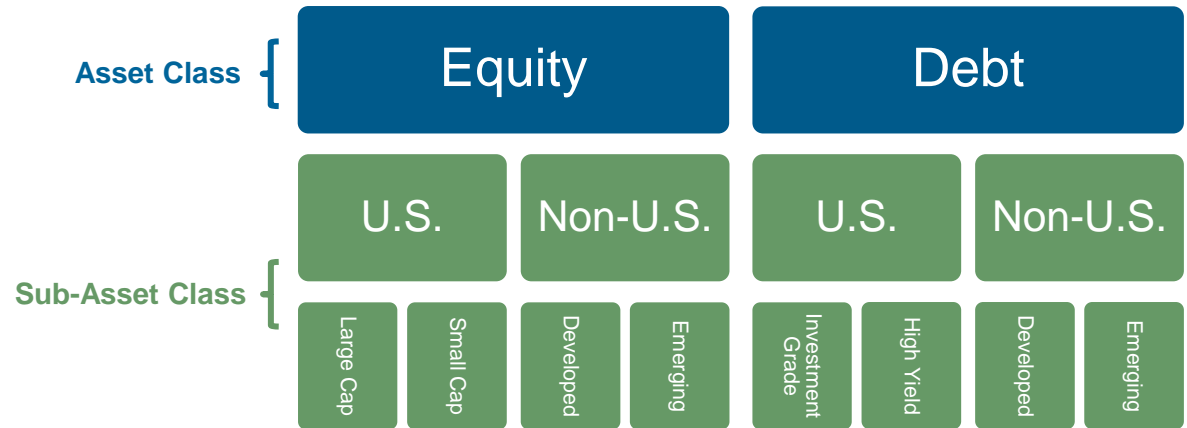 Asset Class
Equity
Debt
U.S.
Non-U.S.
U.S.
Non-U.S.
Sub-Asset Class
Large Cap
Small Cap
Developed
Emerging
Investment
Grade
High Yield
Developed
Emerging